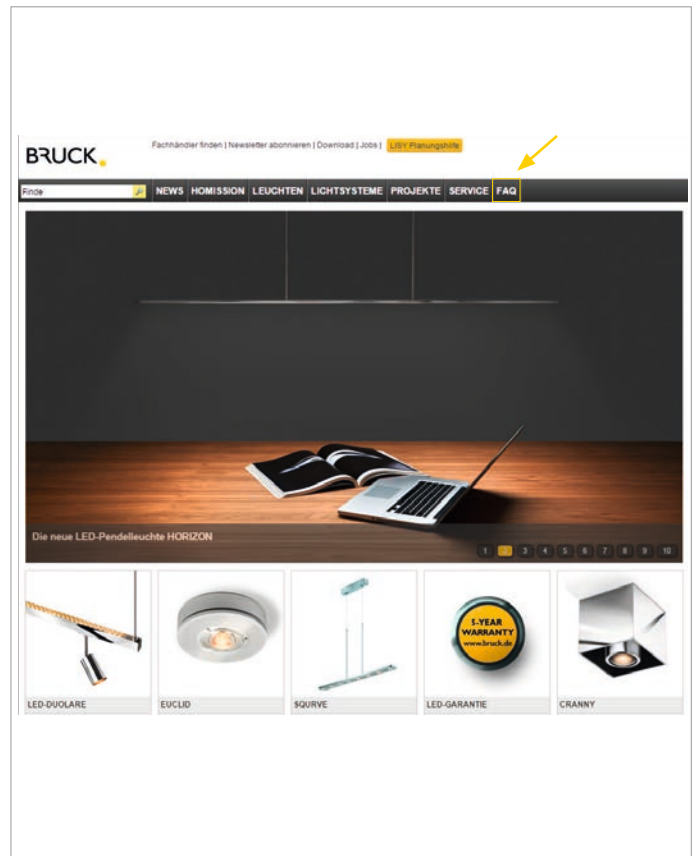 Fachhändler finden | Newsletter abonnieren | Download | Jobs | LISY Planungshilfe
BRUCK.
Finde NEWS HOMISSION LEUCHTEN LICHTSYSTEME PROJEKTE SERVICE FAQ
Die neue LED-Pendelleuchte HORIZON
1 2 3 4 5 6 7 8 9 10
5-YEAR
WARRANTY
www.bruck.de
LED-DUOLARE EUCLID SQURVE LED-GARANTIE CRANNY